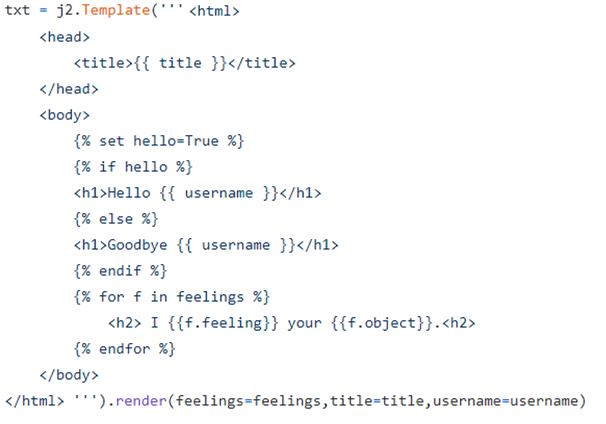 txt = j2.Template(''' <html>
    <head>
        <title>{{ title }}</title>
    </head>
    <body>
        {% set hello=True %}
        {% if hello %}
        <h1>Hello {{ username }}</h1>
        {% else %}
        <h1>Goodbye {{ username }}</h1>
        {% endif %}
        {% for f in feelings %}
            <h2> I {{f.feeling}} your {{f.object}}.<h2>
        {% endfor %}
    </body>
</html> ''').render(feelings=feelings,title=title,username=username)